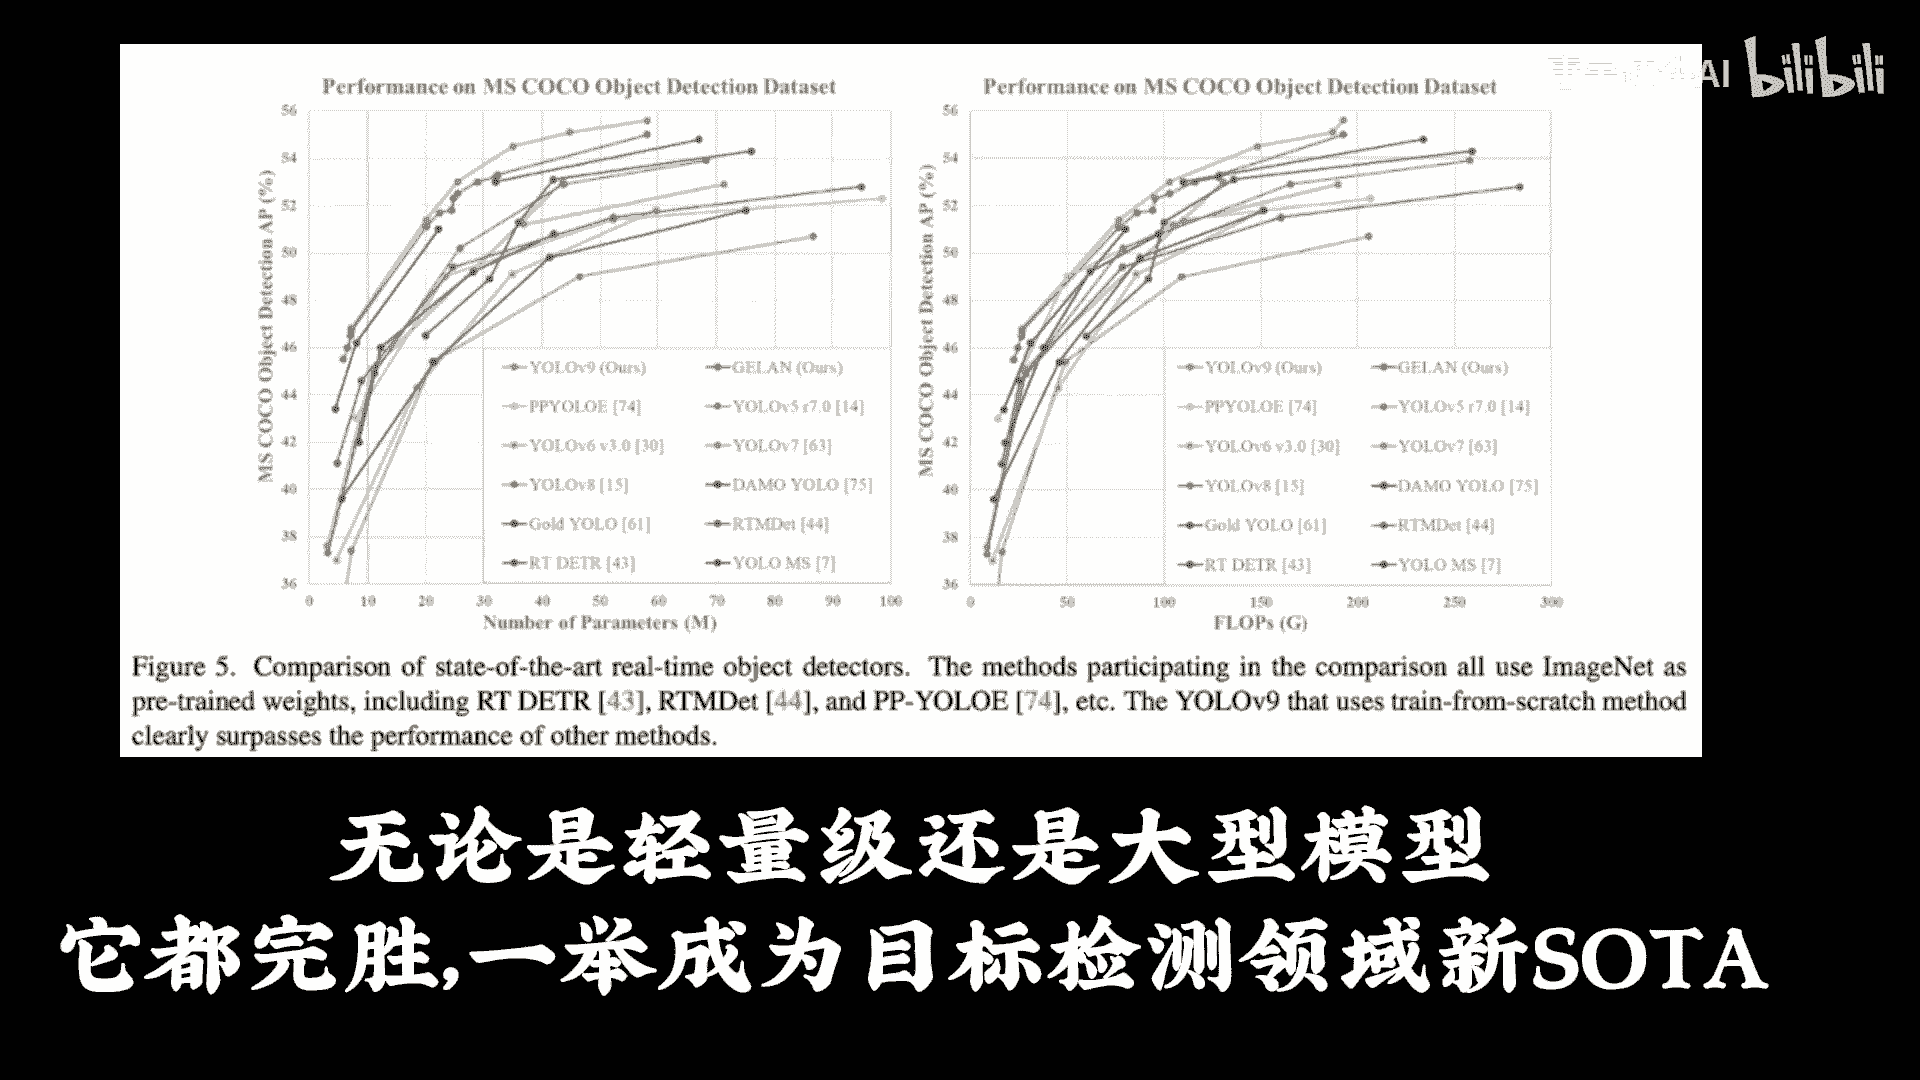 AI bilibili
Performance on MS COCO Object Detection Dataset
MS COCO Object Detection AP (%)
56
54
52
50
48
46
44
42
40
38
36
0 10 20 30 40 50 60 70 80 90 100
Number of Parameters (M)
YOLOv9 (Ours) GELAN (Ours)
PPYOLOE [74] YOLOv5 r7.0 [14]
YOLOv6 v3.0 [30] YOLOv7 [63]
YOLOv8 [15] DAMO YOLO [75]
Gold YOLO [61] RTMDet [44]
RT DETR [43] YOLO MS [7]
Performance on MS COCO Object Detection Dataset
MS COCO Object Detection AP (%)
56
54
52
50
48
46
44
42
40
38
36
0 50 100 150 200 250 300
FLOPs (G)
YOLOv9 (Ours) GELAN (Ours)
PPYOLOE [74] YOLOv5 r7.0 [14]
YOLOv6 v3.0 [30] YOLOv7 [63]
YOLOv8 [15] DAMO YOLO [75]
Gold YOLO [61] RTMDet [44]
RT DETR [43] YOLO MS [7]
Figure 5. Comparison of state-of-the-art real-time object detectors. The methods participating in the comparison all use ImageNet as
pre-trained weights, including RT DETR [43], RTMDet [44], and PP-YOLOE [74], etc. The YOLOv9 that uses train-from-scratch method
clearly surpasses the performance of other methods.
无论是轻量级还是大型模型
它都完胜,一举成为目标检测领域新SOTA